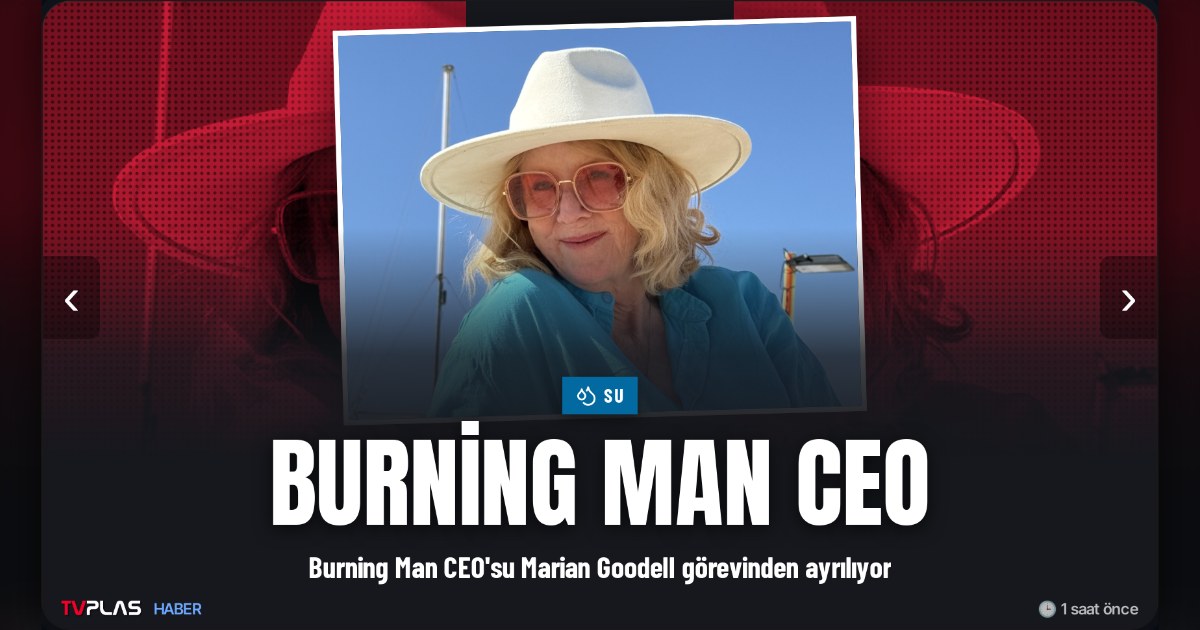 SU
BURNİNG MAN CEO
Burning Man CEO'su Marian Goodell görevinden ayrılıyor
TVPLAS HABER
1 saat önce